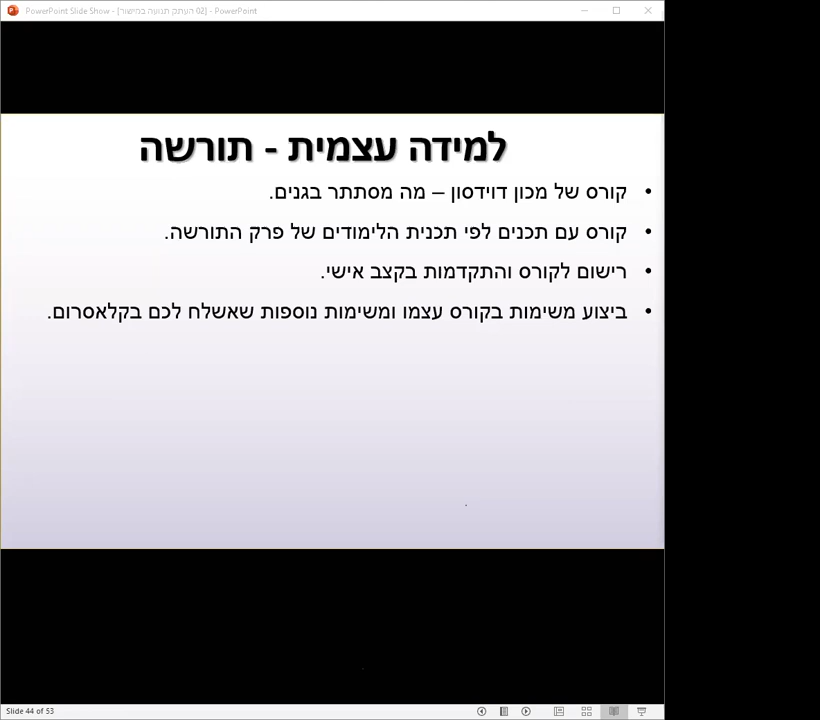 PowerPoint Slide Show - [02 העתק תנועה במישור] - PowerPoint
למידה עצמית - תורשה
• קורס של מכון דוידסון – מה מסתתר בגנים.
• קורס עם תכנים לפי תכנית הלימודים של פרק התורשה.
• רישום לקורס והתקדמות בקצב אישי.
• ביצוע משימות בקורס עצמו ומשימות נוספות שאשלח לכם בקלאסרום.
Slide 44 of 53